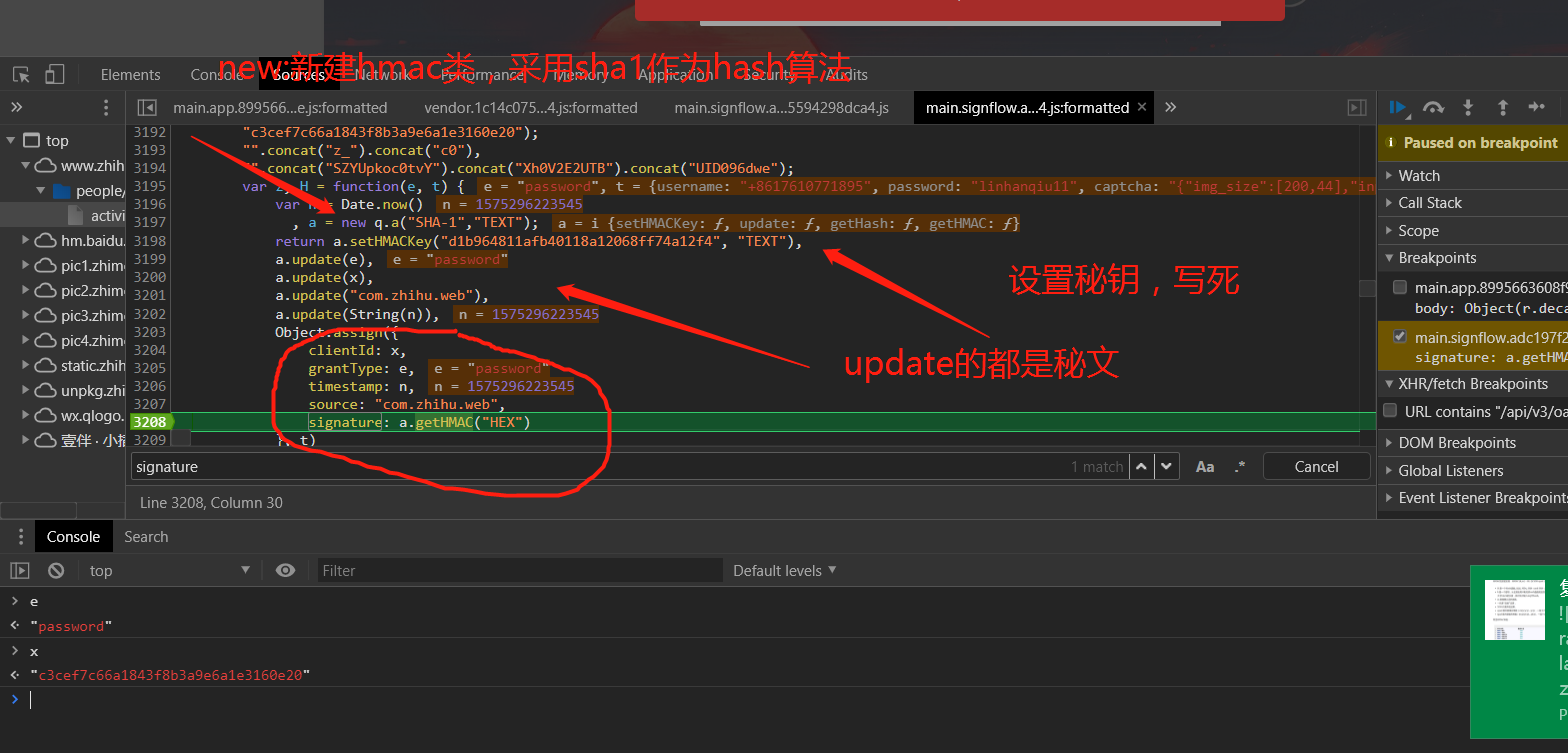 new:新建hmac类，采用sha1作为hash算法
Elements Console Sources Network Performance Memory Application Security Audits
main.app.899566...e.js:formatted vendor.1c14c075...4.js:formatted main.signflow.a...5594298dca4.js main.signflow.a...4.js:formatted ×
top
www.zhih
people/
activi
hm.baidu.
pic1.zhime
pic2.zhime
pic3.zhime
pic4.zhime
static.zhih
unpkg.zhi
wx.qlogo.
壹伴 · 小插
3192 "c3cef7c66a1843f8b3a9e6a1e3160e20");
3193 "".concat("z_").concat("c0"),
3194 "".concat("SZYUpkoc0tvY").concat("Xh0V2E2UTB").concat("UID096dwe");
3195 var z, H = function(e, t) { e = "password", t = {username: "+8617610771895", password: "linhanqiu11", captcha: "{"img_size":[200,44],"in
3196 var n = Date.now() n = 1575296223545
3197 , a = new q.a("SHA-1","TEXT"); a = i {setHMACKey: ƒ, update: ƒ, getHash: ƒ, getHMAC: ƒ}
3198 return a.setHMACKey("d1b964811afb40118a12068ff74a12f4", "TEXT"),
3199 a.update(e), e = "password"
3200 a.update(x),
3201 a.update("com.zhihu.web"),
3202 a.update(String(n)), n = 1575296223545
3203 Object.assign({
3204 clientId: x,
3205 grantType: e, e = "password"
3206 timestamp: n, n = 1575296223545
3207 source: "com.zhihu.web",
3208 signature: a.getHMAC("HEX")
3209 }, t)
设置秘钥，写死
update的都是秘文
signature 1 match Aa .* Cancel
Line 3208, Column 30
Paused on breakpoint
Watch
Call Stack
Scope
Breakpoints
main.app.8995663608f9
body: Object(r.deca
main.signflow.adc197f2
signature: a.getHMA
XHR/fetch Breakpoints
URL contains "/api/v3/oa
DOM Breakpoints
Global Listeners
Event Listener Breakpoints
Console Search
top Filter Default levels
> e
"password"
> x
"c3cef7c66a1843f8b3a9e6a1e3160e20"
>